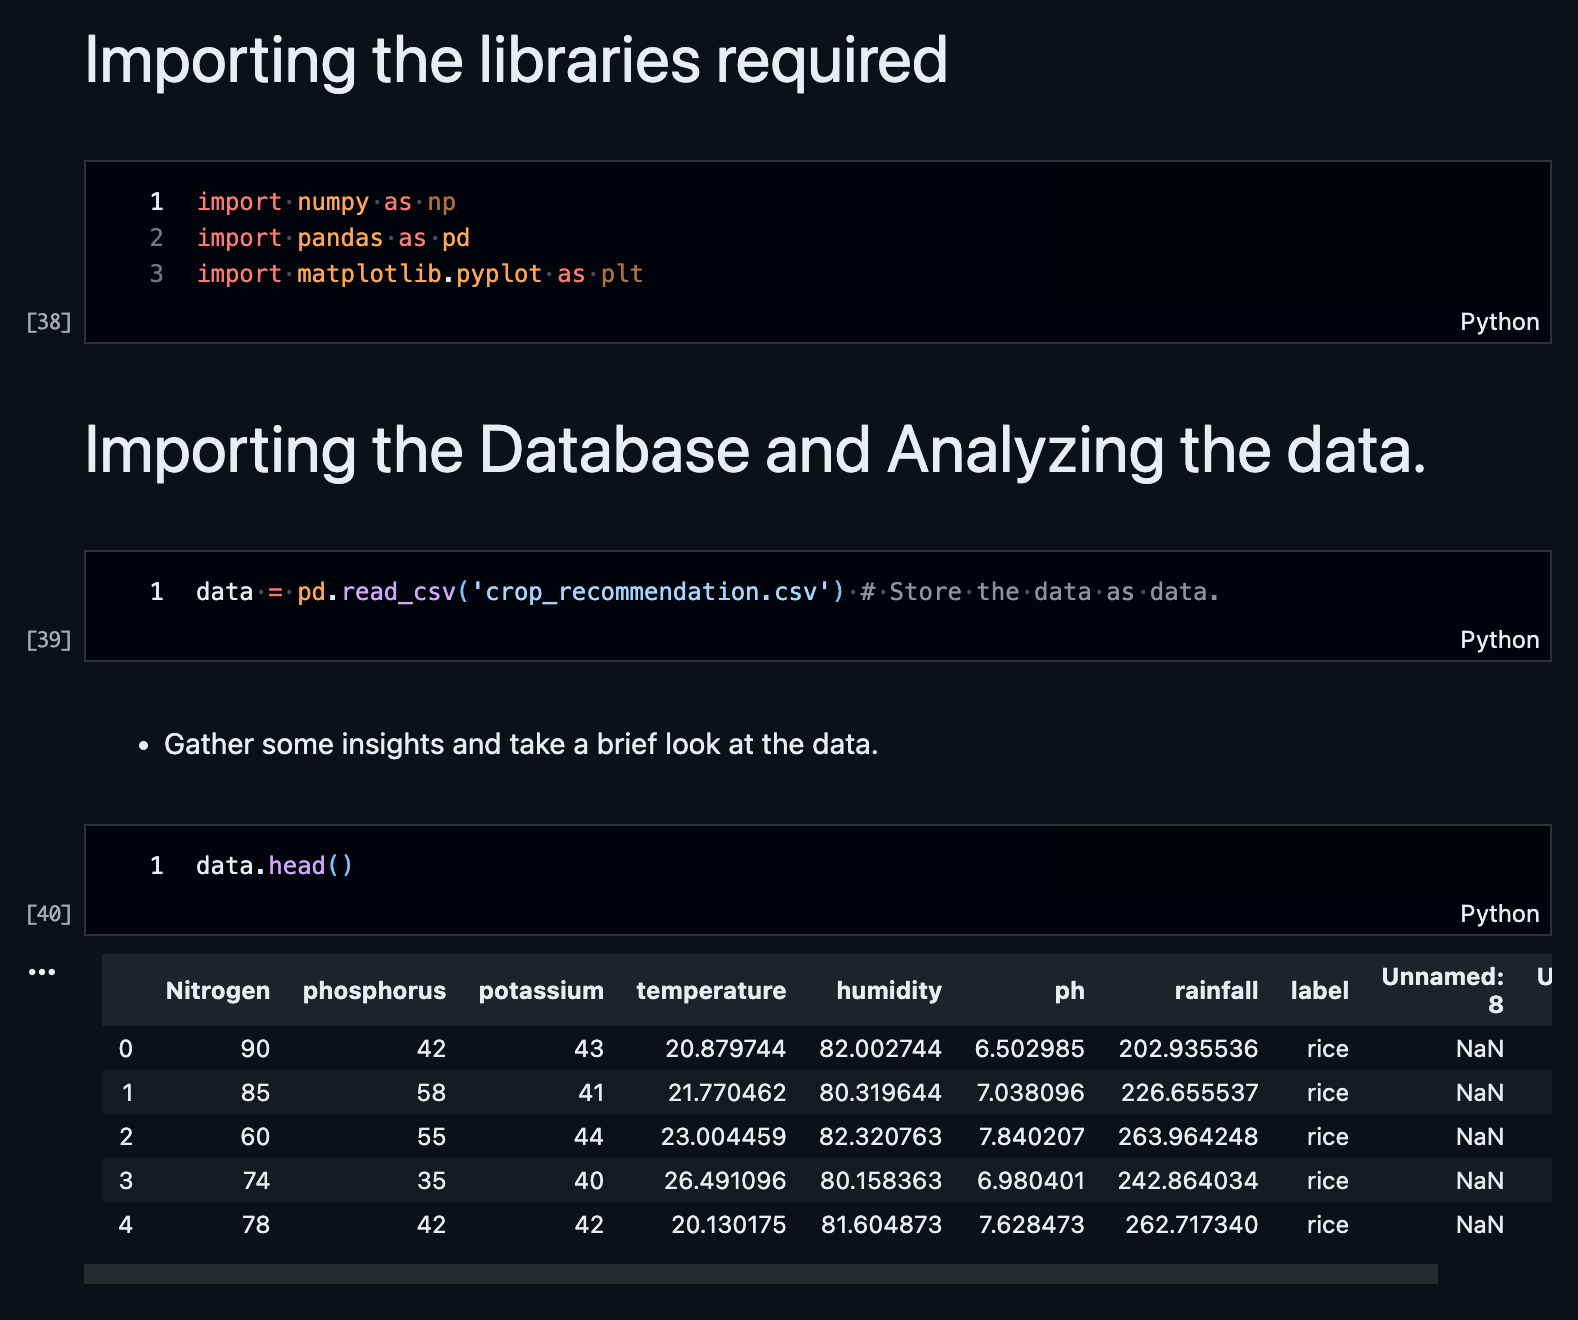 Importing the libraries required
1 import numpy as np
2 import pandas as pd
3 import matplotlib.pyplot as plt
[38]
Python
Importing the Database and Analyzing the data.
1 data = pd.read_csv('crop_recommendation.csv') # Store the data as data.
[39]
Python
• Gather some insights and take a brief look at the data.
1 data.head()
[40]
Python
...
Nitrogen phosphorus potassium temperature humidity ph rainfall label Unnamed: 8 U
0 90 42 43 20.879744 82.002744 6.502985 202.935536 rice NaN
1 85 58 41 21.770462 80.319644 7.038096 226.655537 rice NaN
2 60 55 44 23.004459 82.320763 7.840207 263.964248 rice NaN
3 74 35 40 26.491096 80.158363 6.980401 242.864034 rice NaN
4 78 42 42 20.130175 81.604873 7.628473 262.717340 rice NaN